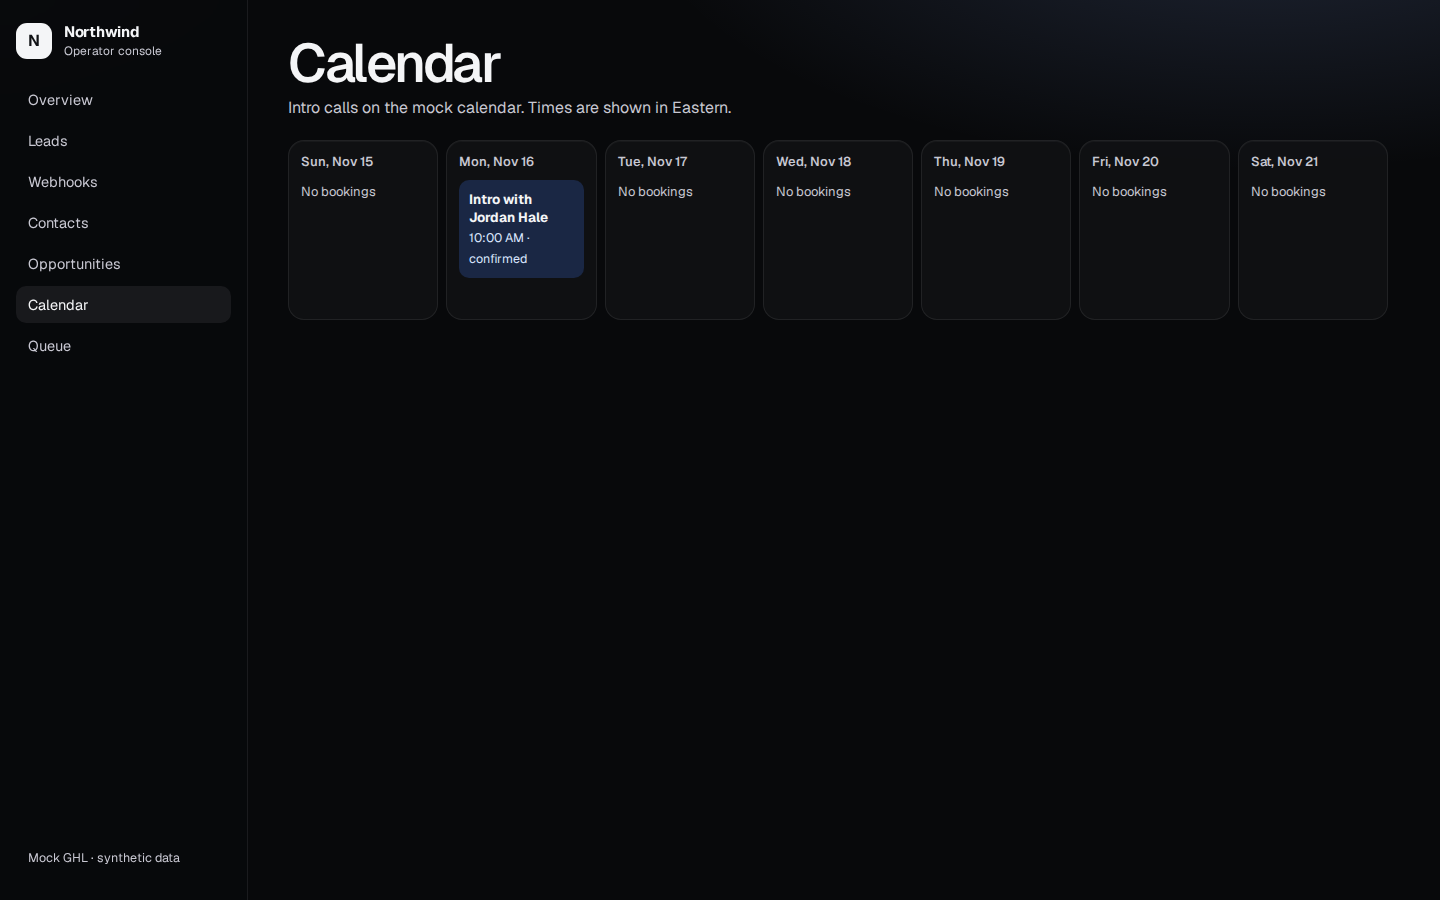 N
Northwind
Operator console
Overview
Leads
Webhooks
Contacts
Opportunities
Calendar
Queue
Mock GHL · synthetic data
Calendar
Intro calls on the mock calendar. Times are shown in Eastern.
Sun, Nov 15
No bookings
Mon, Nov 16
Intro with
Jordan Hale
10:00 AM ·
confirmed
Tue, Nov 17
No bookings
Wed, Nov 18
No bookings
Thu, Nov 19
No bookings
Fri, Nov 20
No bookings
Sat, Nov 21
No bookings